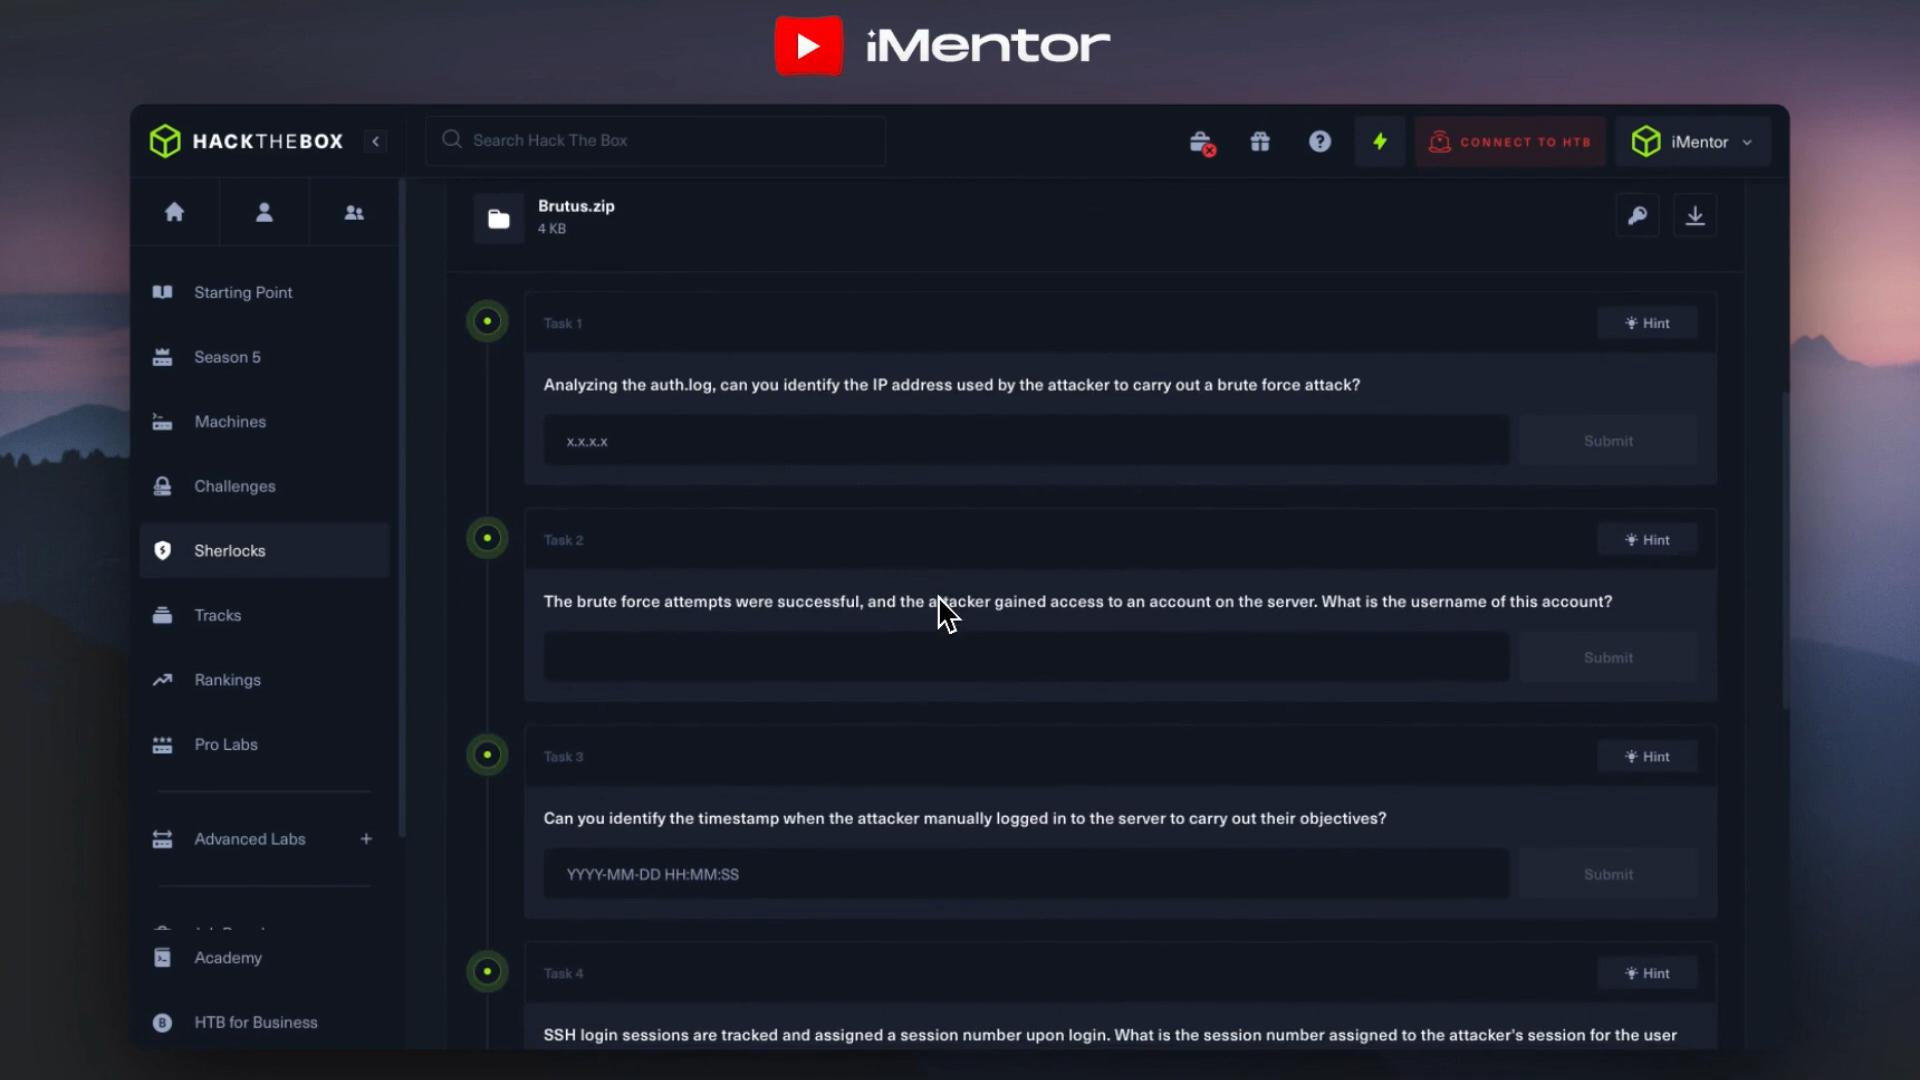 iMentor
HACKTHEBOX
Search Hack The Box
CONNECT TO HTB
iMentor
Starting Point
Season 5
Machines
Challenges
Sherlocks
Tracks
Rankings
Pro Labs
Advanced Labs
Academy
HTB for Business
Brutus.zip
4 KB
Task 1
Hint
Analyzing the auth.log, can you identify the IP address used by the attacker to carry out a brute force attack?
x.x.x.x
Submit
Task 2
Hint
The brute force attempts were successful, and the attacker gained access to an account on the server. What is the username of this account?
Submit
Task 3
Hint
Can you identify the timestamp when the attacker manually logged in to the server to carry out their objectives?
YYYY-MM-DD HH:MM:SS
Submit
Task 4
Hint
SSH login sessions are tracked and assigned a session number upon login. What is the session number assigned to the attacker's session for the user